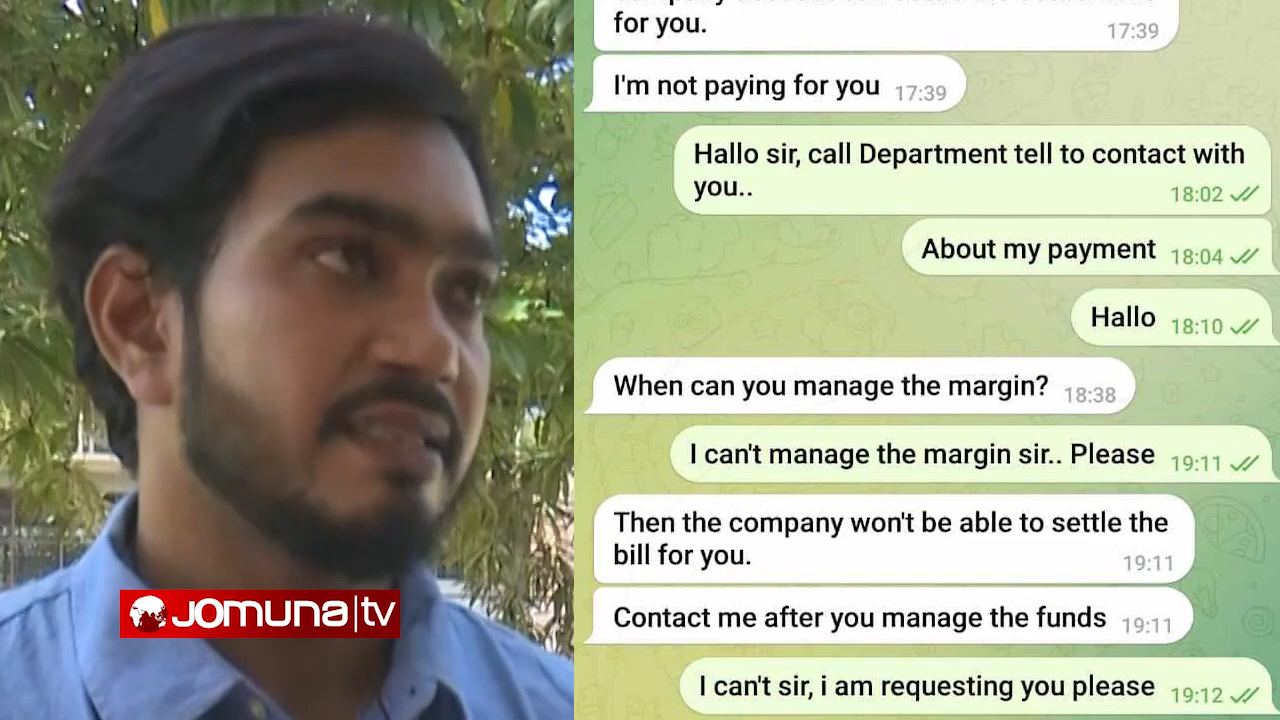 for you.
17:39
I'm not paying for you 17:39
Hallo sir, call Department tell to contact with
you..
18:02
About my payment 18:04
Hallo 18:10
When can you manage the margin? 18:38
I can't manage the margin sir.. Please 19:11
Then the company won't be able to settle the
bill for you.
19:11
Contact me after you manage the funds 19:11
I can't sir, i am requesting you please 19:12
Jomuna|tv